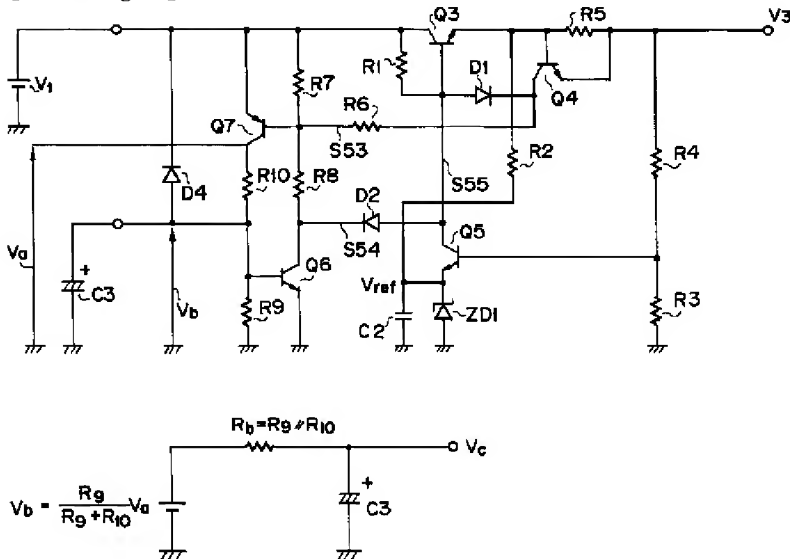 Q3
R5
V3
V1
R1
D1
Q4
R7
R6
Q7
S53
R2
R4
R10
R8
D2
S55
D4
S54
Q5
Va
Q6
Vref
C3
Vb
R9
C2
ZD1
R3
Rb=R9//R10
Vc
Vb = R9/(R9+R10) Va
+
C3
+